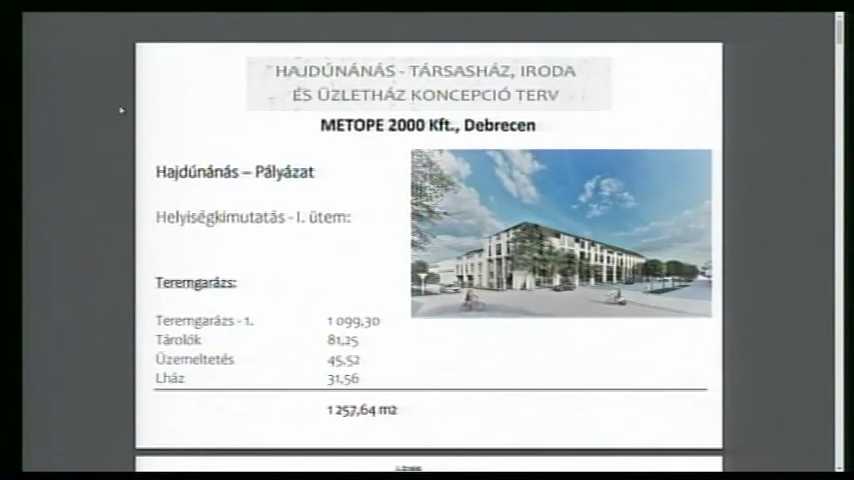 HAJDÚNÁNÁS - TÁRSASHÁZ, IRODA
ÉS ÜZLETHÁZ KONCEPCIÓ TERV
METOPE 2000 Kft., Debrecen
Hajdúnánás – Pályázat
Helyiségkimutatás - I. ütem:
Teremgarázs:
Teremgarázs - 1. 1 099,30
Tárolók 81,25
Üzemeltetés 45,52
Lház 31,56
1 257,64 m2